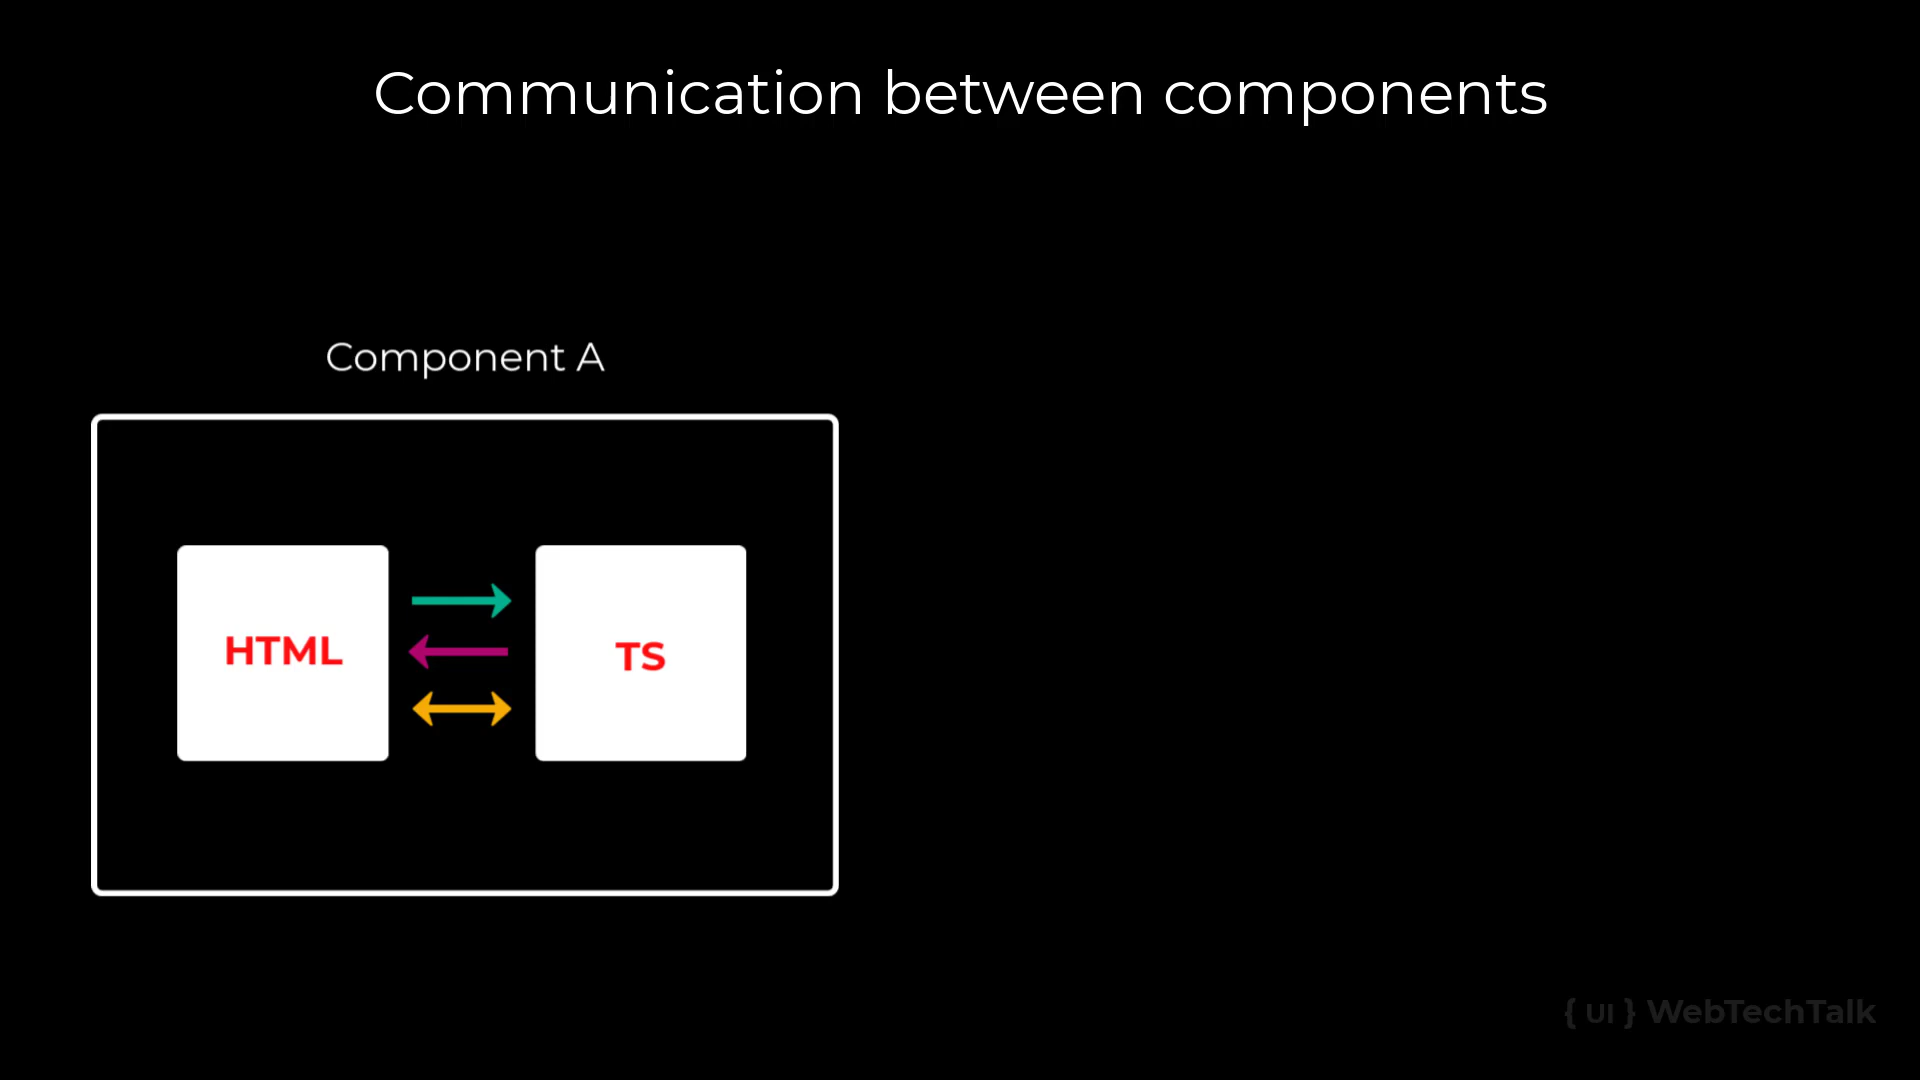 Communication between components
Component A
HTML
TS
{ UI } WebTechTalk